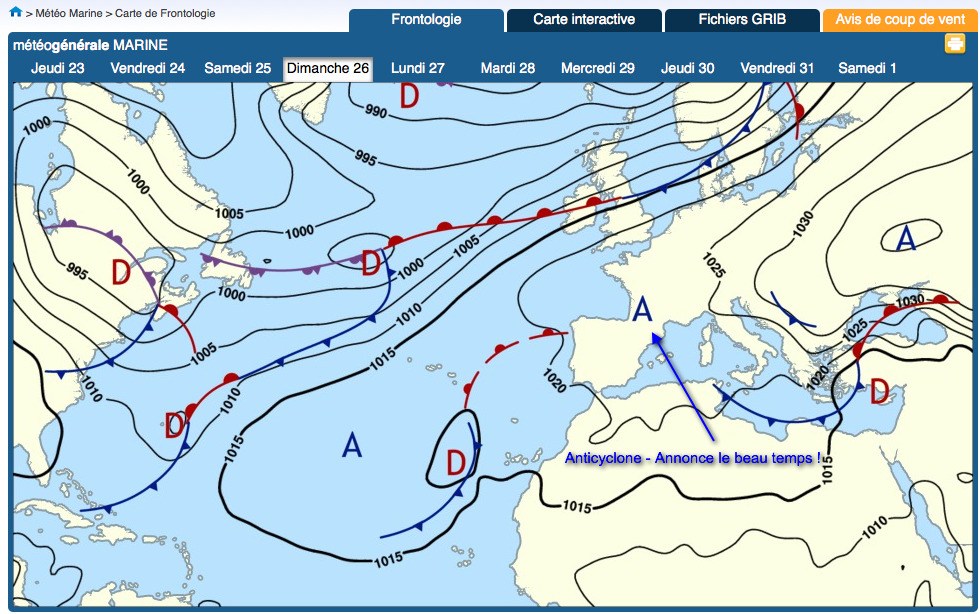 > Météo Marine > Carte de Frontologie
Frontologie Carte interactive Fichiers GRIB Avis de coup de vent
météogénérale MARINE
Jeudi 23 Vendredi 24 Samedi 25 Dimanche 26 Lundi 27 Mardi 28 Mercredi 29 Jeudi 30 Vendredi 31 Samedi 1
D
990
1000
995
1000
1005
1030
1000
A
1005
1025
D
D
995
1000
1000
1030
A
1010
1025
1005
1015
1020
1020
1010
1010
D
D
A
1015
Anticyclone - Annonce le beau temps !
D
1015
1015
1010
1015